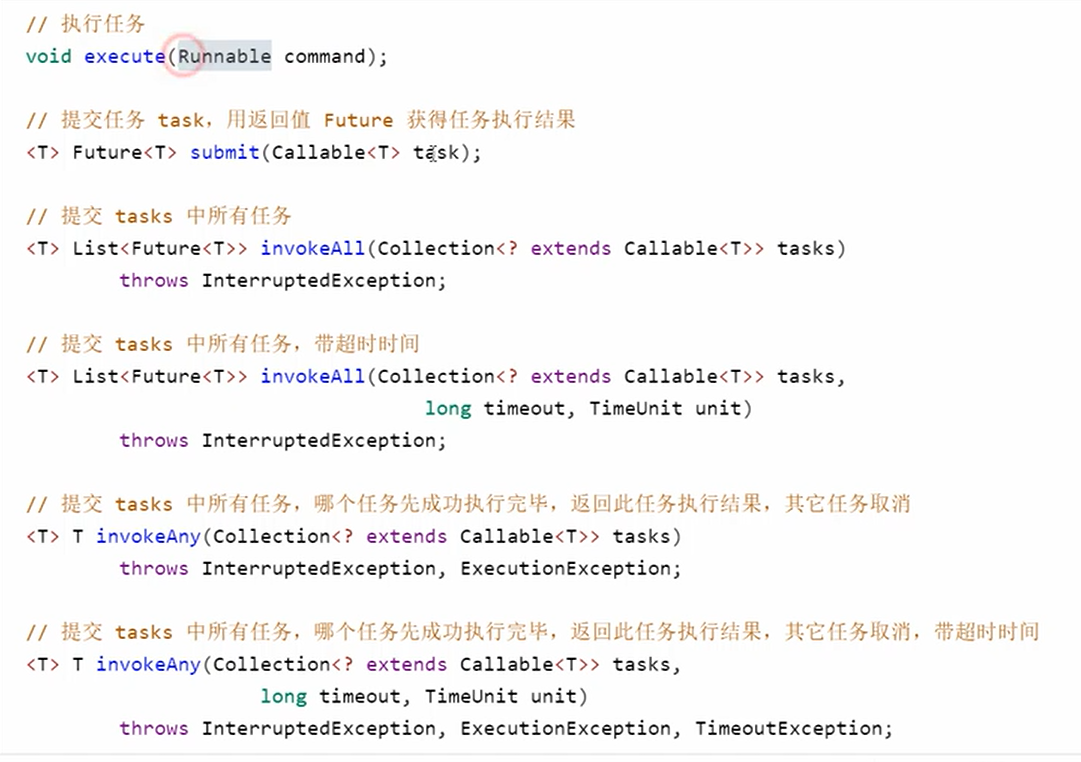 // 执行任务
void execute(Runnable command);
// 提交任务 task，用返回值 Future 获得任务执行结果
<T> Future<T> submit(Callable<T> task);
// 提交 tasks 中所有任务
<T> List<Future<T>> invokeAll(Collection<? extends Callable<T>> tasks)
throws InterruptedException;
// 提交 tasks 中所有任务，带超时时间
<T> List<Future<T>> invokeAll(Collection<? extends Callable<T>> tasks,
long timeout, TimeUnit unit)
throws InterruptedException;
// 提交 tasks 中所有任务，哪个任务先成功执行完毕，返回此任务执行结果，其它任务取消
<T> T invokeAny(Collection<? extends Callable<T>> tasks)
throws InterruptedException, ExecutionException;
// 提交 tasks 中所有任务，哪个任务先成功执行完毕，返回此任务执行结果，其它任务取消，带超时时间
<T> T invokeAny(Collection<? extends Callable<T>> tasks,
long timeout, TimeUnit unit)
throws InterruptedException, ExecutionException, TimeoutException;